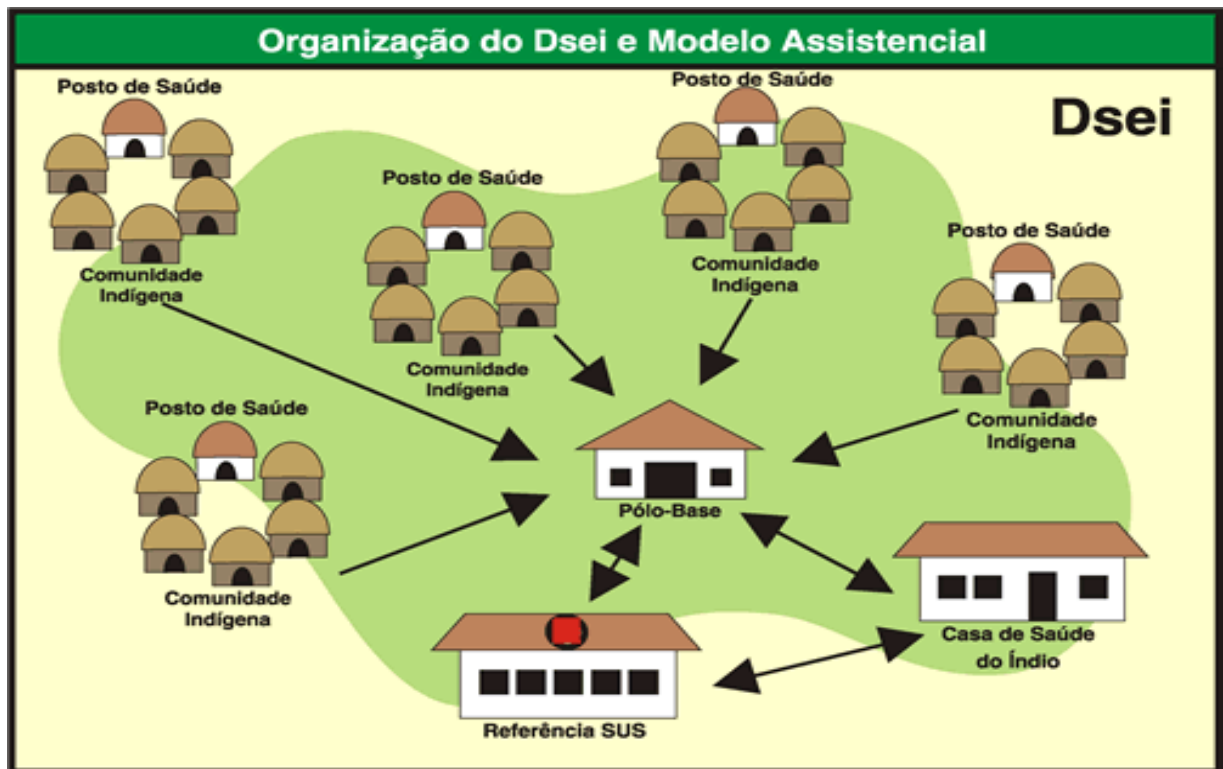 Organização do Dsei e Modelo Assistencial
Dsei
Posto de Saúde
Comunidade
Indígena
Posto de Saúde
Comunidade
Indígena
Posto de Saúde
Comunidade
Indígena
Posto de Saúde
Comunidade
Indígena
Posto de Saúde
Comunidade
Indígena
Pólo-Base
Casa de Saúde
do Índio
Referência SUS